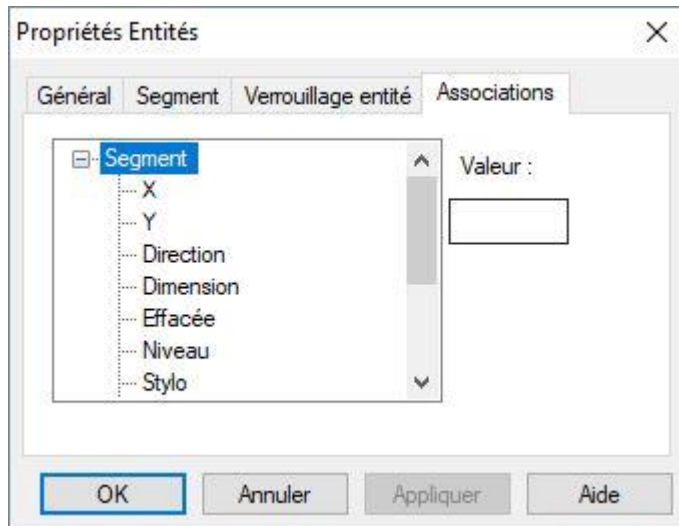 Propriétés Entités
Général Segment Verrouillage entité Associations
Segment
Valeur :
X
Y
Direction
Dimension
Effacée
Niveau
Stylo
OK Annuler Appliquer Aide